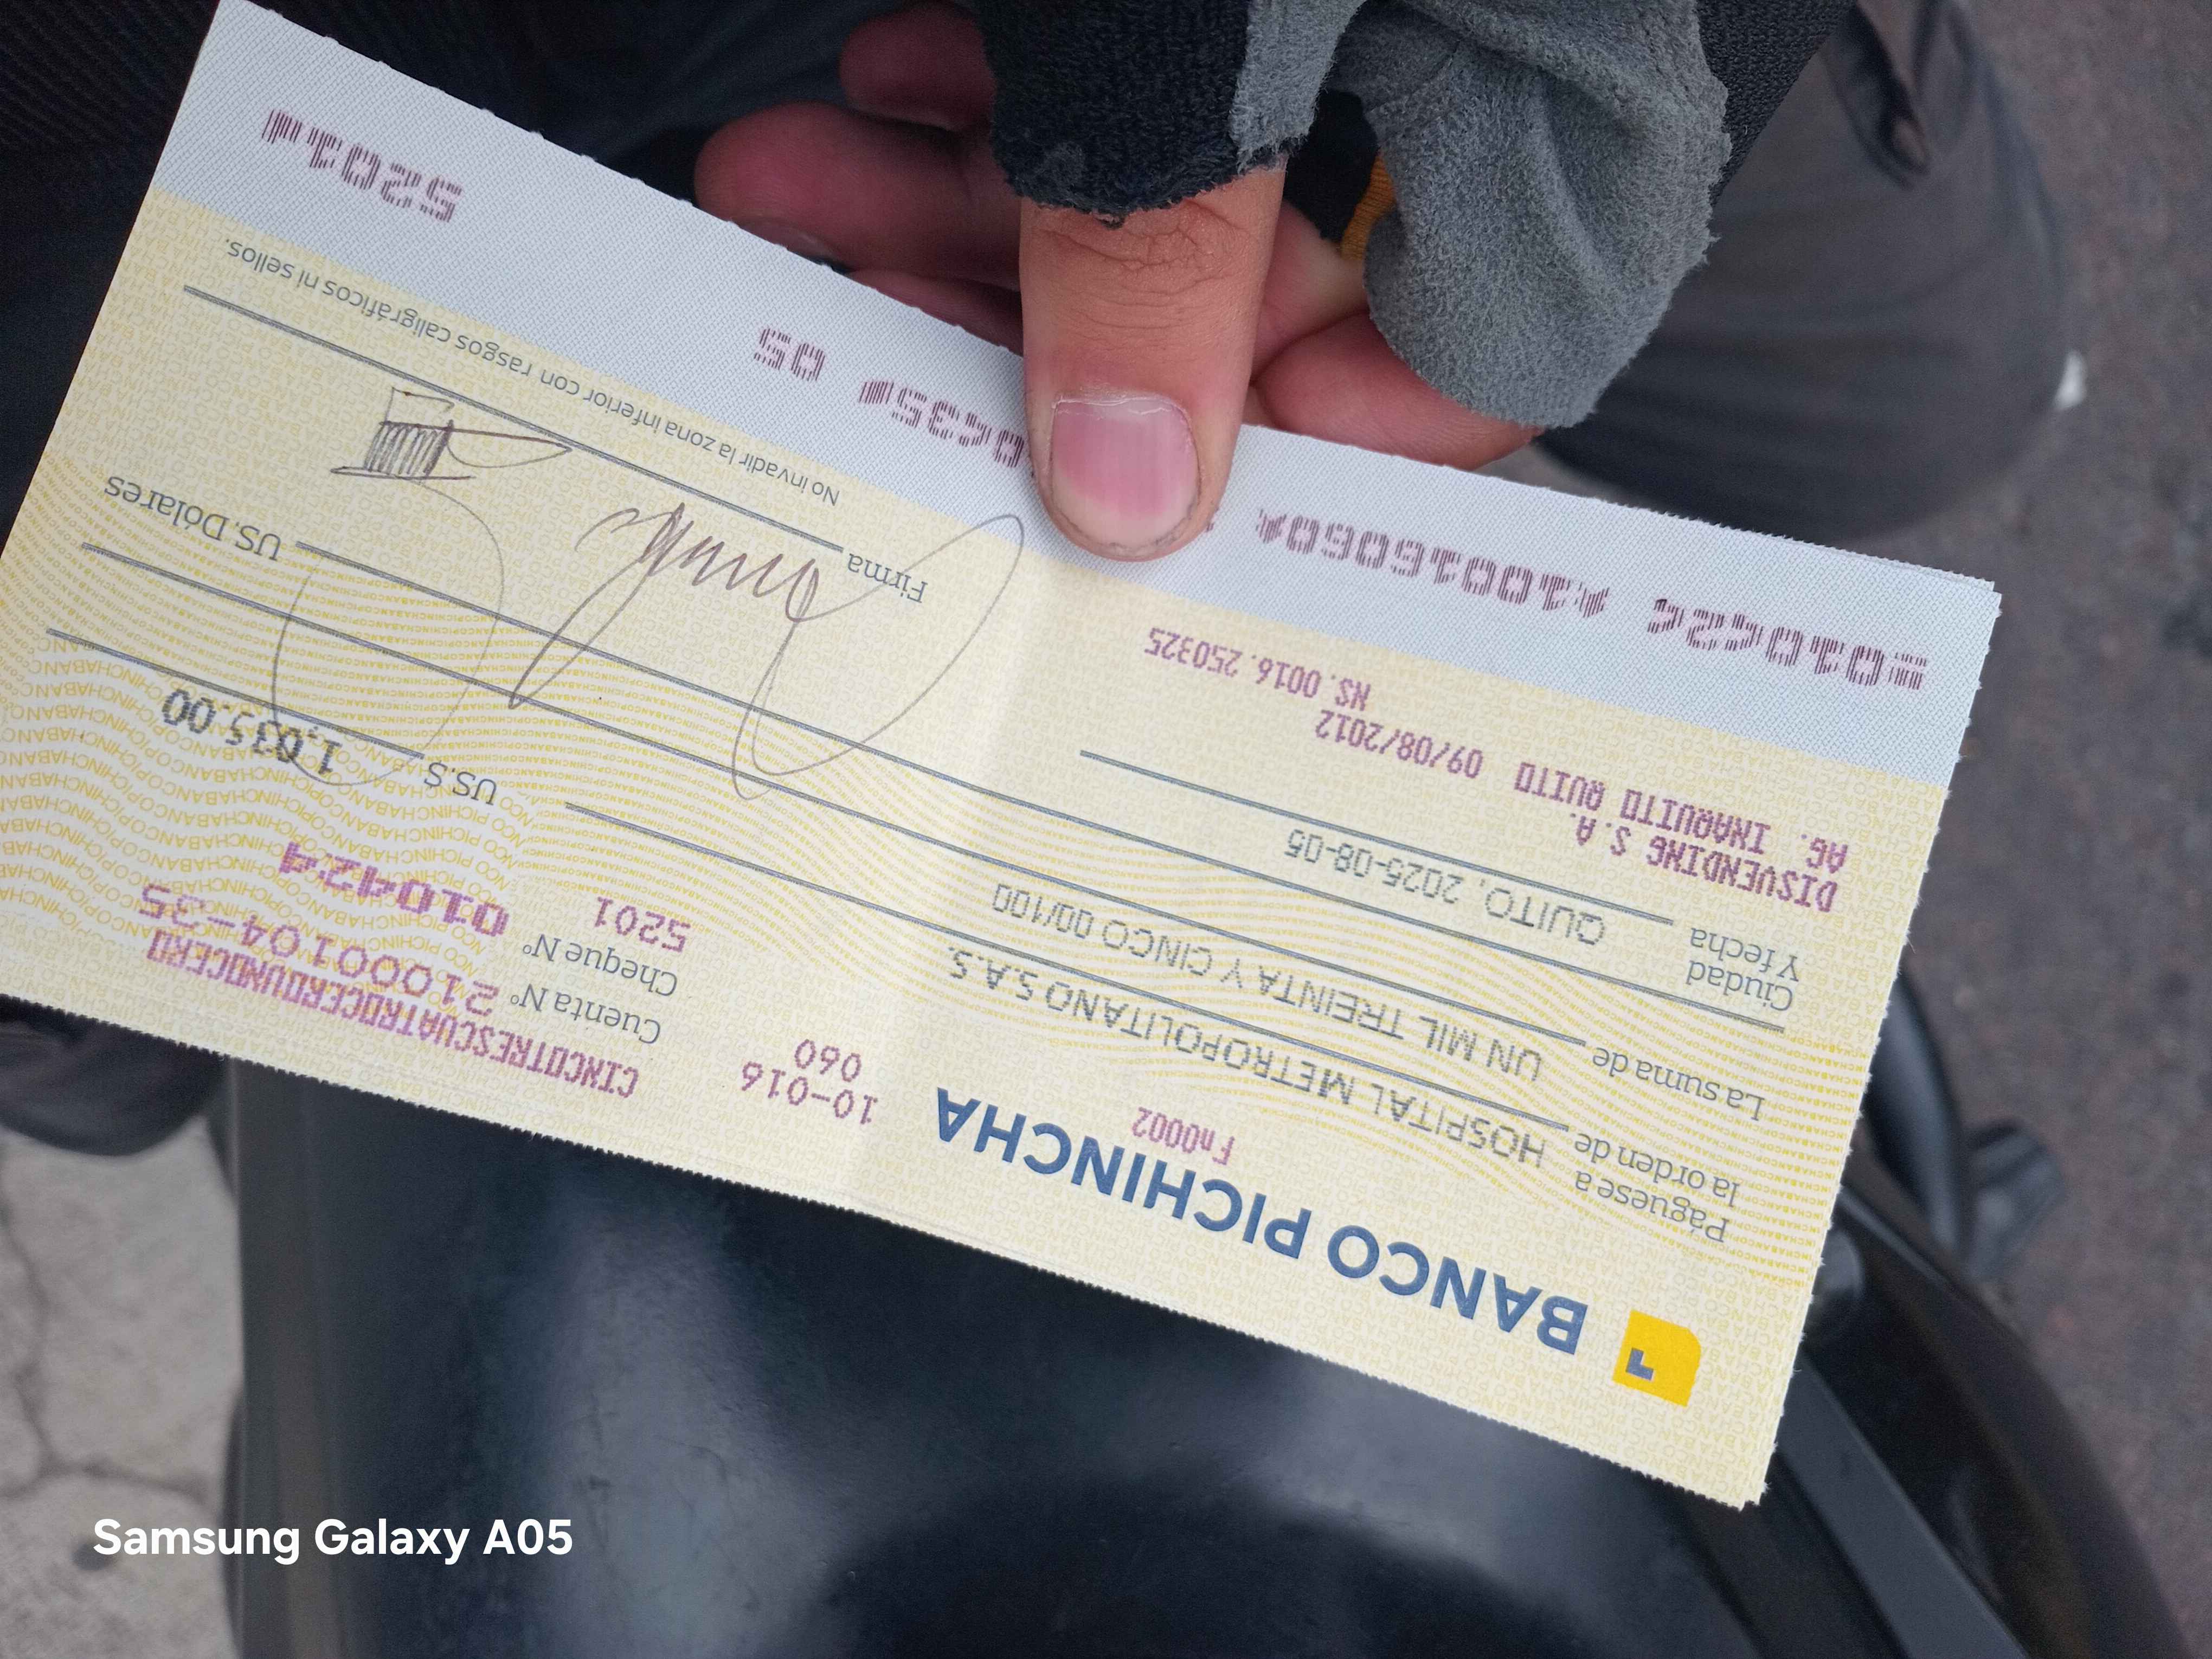 BANCO PICHINCHA
Fn0002
10-016
060
CINCOTRESCUATROCEROUNOCERO
Cuenta Nº 21000104-35
Cheque Nº 010424
5201
Páguese a
la orden de HOSPITAL METROPOLITANO S.A.S.
US.$ 1,035.00
La suma de UN MIL TREINTA Y CINCO 00/100
US. Dólares
Ciudad
Y fecha QUITO, 2025-08-05
DISVENDING S.A.
AG. INAQUITO QUITO 09/08/2012
NS.0016.250325
Firma
No invadir la zona inferior con rasgos caligráficos ni sellos.
Samsung Galaxy A05